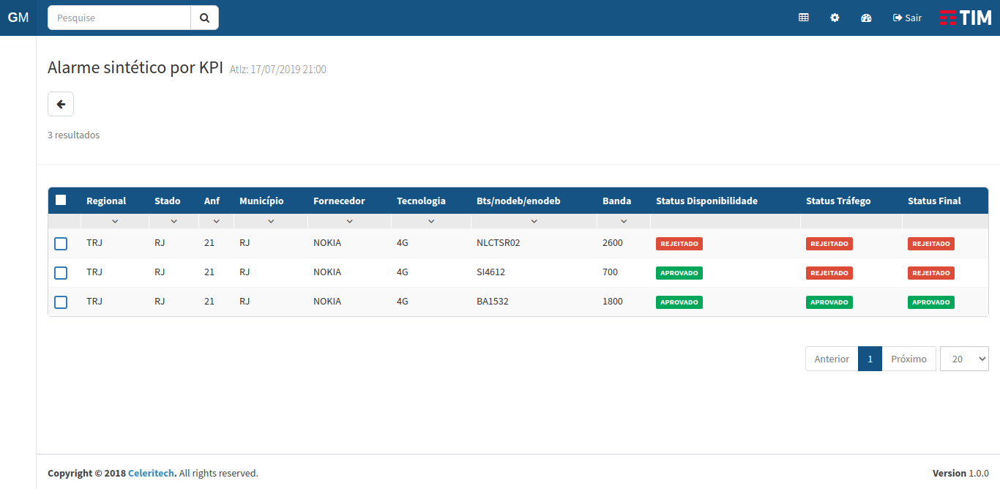 GM Pesquise Sair TIM
Alarme sintético por KPI Atlz: 17/07/2019 21:00
3 resultados
Regional Stado Anf Município Fornecedor Tecnologia Bts/nodeb/enodeb Banda Status Disponibilidade Status Tráfego Status Final
TRJ RJ 21 RJ NOKIA 4G NLCTSR02 2600 REJEITADO REJEITADO REJEITADO
TRJ RJ 21 RJ NOKIA 4G SI4612 700 APROVADO REJEITADO REJEITADO
TRJ RJ 21 RJ NOKIA 4G BA1532 1800 APROVADO APROVADO APROVADO
Anterior 1 Próximo 20
Copyright © 2018 Celeritech. All rights reserved. Version 1.0.0